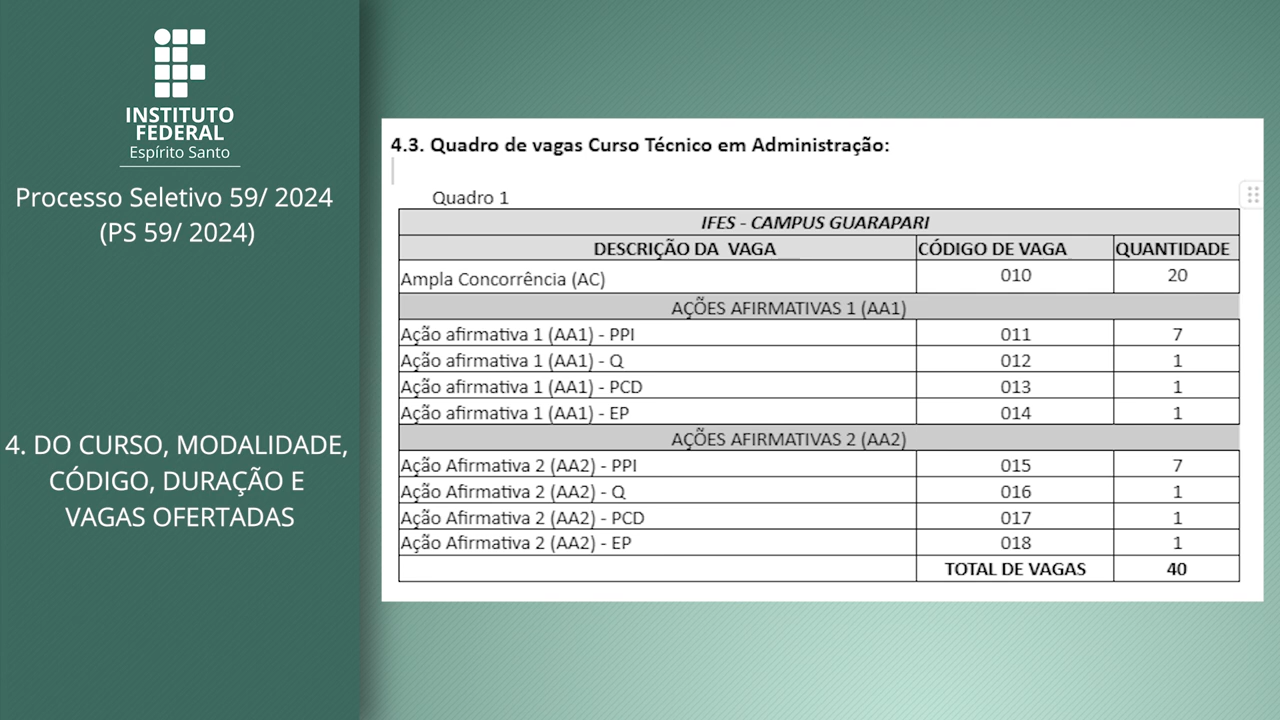 INSTITUTO
FEDERAL
Espírito Santo
Processo Seletivo 59/ 2024
(PS 59/ 2024)
4. DO CURSO, MODALIDADE,
CÓDIGO, DURAÇÃO E
VAGAS OFERTADAS
4.3. Quadro de vagas Curso Técnico em Administração:
Quadro 1
IFES - CAMPUS GUARAPARI
DESCRIÇÃO DA VAGA CÓDIGO DE VAGA QUANTIDADE
Ampla Concorrência (AC) 010 20
AÇÕES AFIRMATIVAS 1 (AA1)
Ação afirmativa 1 (AA1) - PPI 011 7
Ação afirmativa 1 (AA1) - Q 012 1
Ação afirmativa 1 (AA1) - PCD 013 1
Ação afirmativa 1 (AA1) - EP 014 1
AÇÕES AFIRMATIVAS 2 (AA2)
Ação Afirmativa 2 (AA2) - PPI 015 7
Ação Afirmativa 2 (AA2) - Q 016 1
Ação Afirmativa 2 (AA2) - PCD 017 1
Ação Afirmativa 2 (AA2) - EP 018 1
TOTAL DE VAGAS 40